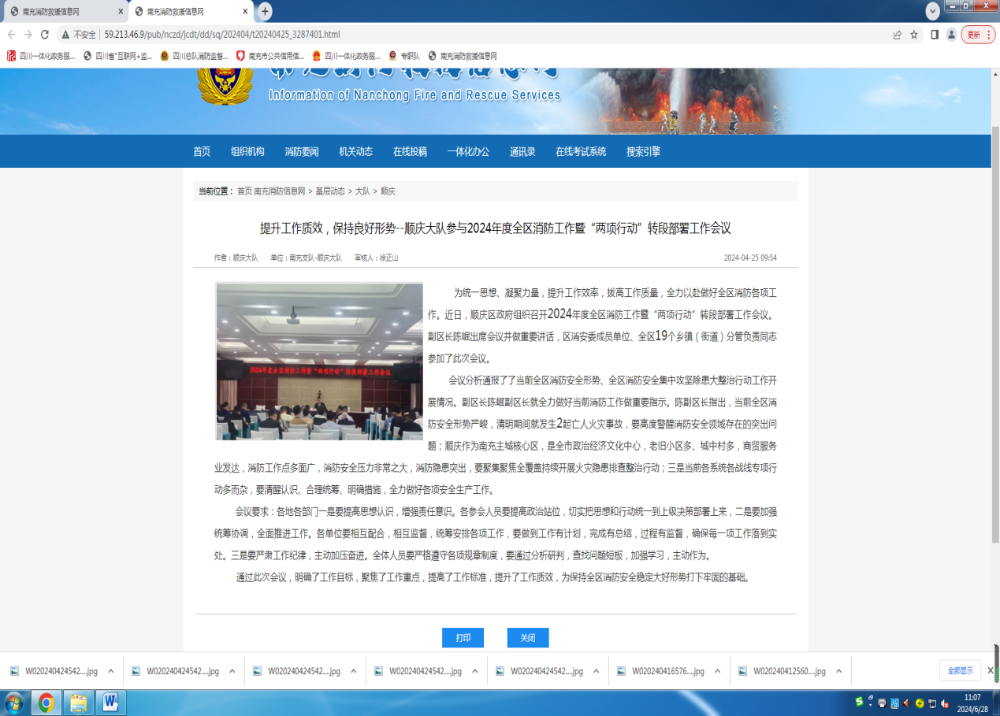 南充消防救援信息网
南充消防救援信息网
不安全 59.213.46.9/pub/nczd/jcdt/dd/sq/202404/t20240425_3287401.html
更新
四川一体化政务服... 四川省"互联网+监... 四川总队消防监督... 南充市公共信用信... 四川一体化政务服... 专职队 南充消防救援信息网
Information of Nanchong Fire and Rescue Services
首页 组织机构 消防要闻 机关动态 在线投稿 一体化办公 通讯录 在线考试系统 搜索引擎
当前位置： 首页 南充消防信息网 > 基层动态 > 大队 > 顺庆
提升工作质效，保持良好形势--顺庆大队参与2024年度全区消防工作暨“两项行动”转段部署工作会议
作者：顺庆大队 单位：南充支队-顺庆大队 审核人：徐正山 2024-04-25 09:54
2024年度全区消防工作暨“两项行动”转段部署工作会议
为统一思想、凝聚力量，提升工作效率，拔高工作质量，全力以赴做好全区消防各项工
作。近日，顺庆区政府组织召开2024年度全区消防工作暨“两项行动”转段部署工作会议。
副区长陈崛出席会议并做重要讲话，区消安委成员单位、全区19个乡镇（街道）分管负责同志
参加了此次会议。
会议分析通报了了当前全区消防安全形势、全区消防安全集中攻坚除患大整治行动工作开
展情况。副区长陈崛副区长就全力做好当前消防工作做重要指示。陈副区长指出，当前全区消
防安全形势严峻，清明期间就发生2起亡人火灾事故，要高度警醒消防安全领域存在的突出问
题；顺庆作为南充主城核心区，是全市政治经济文化中心，老旧小区多、城中村多，商贸服务
业发达，消防工作点多面广，消防安全压力非常之大，消防隐患突出，要聚集聚焦全覆盖持续开展火灾隐患排查整治行动；三是当前各系统各战线专项行
动多而杂，要清醒认识、合理统筹、明确措施，全力做好各项安全生产工作。
会议要求：各地各部门一是要提高思想认识，增强责任意识。各参会人员要提高政治站位，切实把思想和行动统一到上级决策部署上来，二是要加强
统筹协调，全面推进工作。各单位要相互配合，相互监督，统筹安排各项工作，要做到工作有计划，完成有总结，过程有监督，确保每一项工作落到实
处。三是要严肃工作纪律，主动加压奋进。全体人员要严格遵守各项规章制度，要通过分析研判，查找问题短板，加强学习，主动作为。
通过此次会议，明确了工作目标，聚焦了工作重点，提高了工作标准，提升了工作质效，为保持全区消防安全稳定大好形势打下牢固的基础。
打印 关闭
W020240424542....jpg W020240424542....jpg W020240424542....jpg W020240424542....jpg W020240424542....jpg W020240416576....jpg W020240412560....jpg 全部显示
11:07
2024/6/28